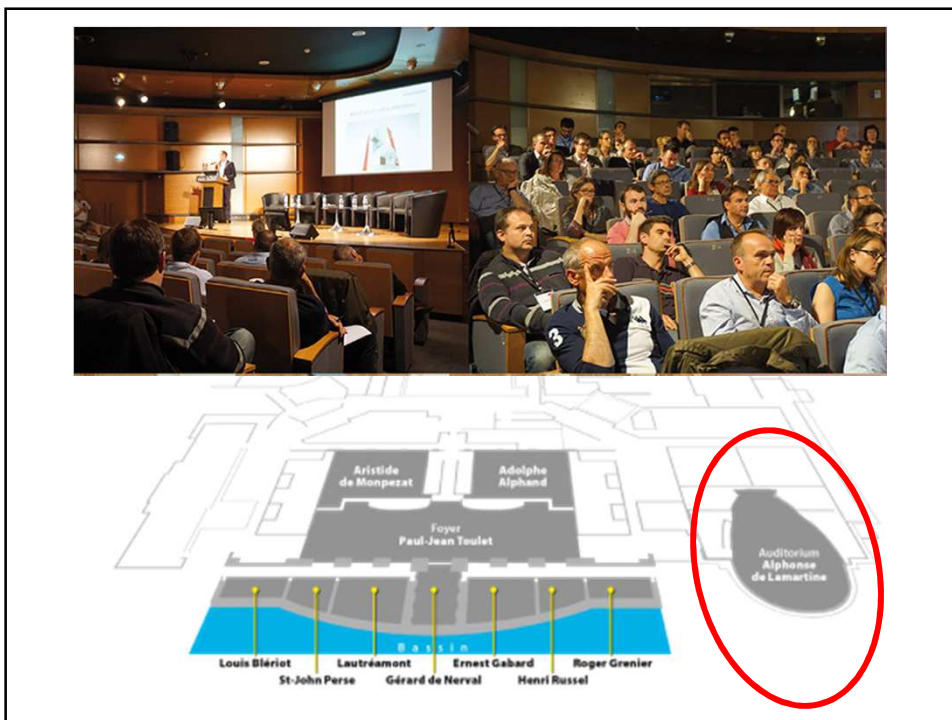 Aristide
de Monpezat
Adolphe
Alphand
Foyer
Paul-Jean Toulet
Auditorium
Alphonse
de Lamartine
Bassin
Louis Blériot
Lautréamont
Ernest Gabard
Roger Grenier
St-John Perse
Gérard de Nerval
Henri Russel
3